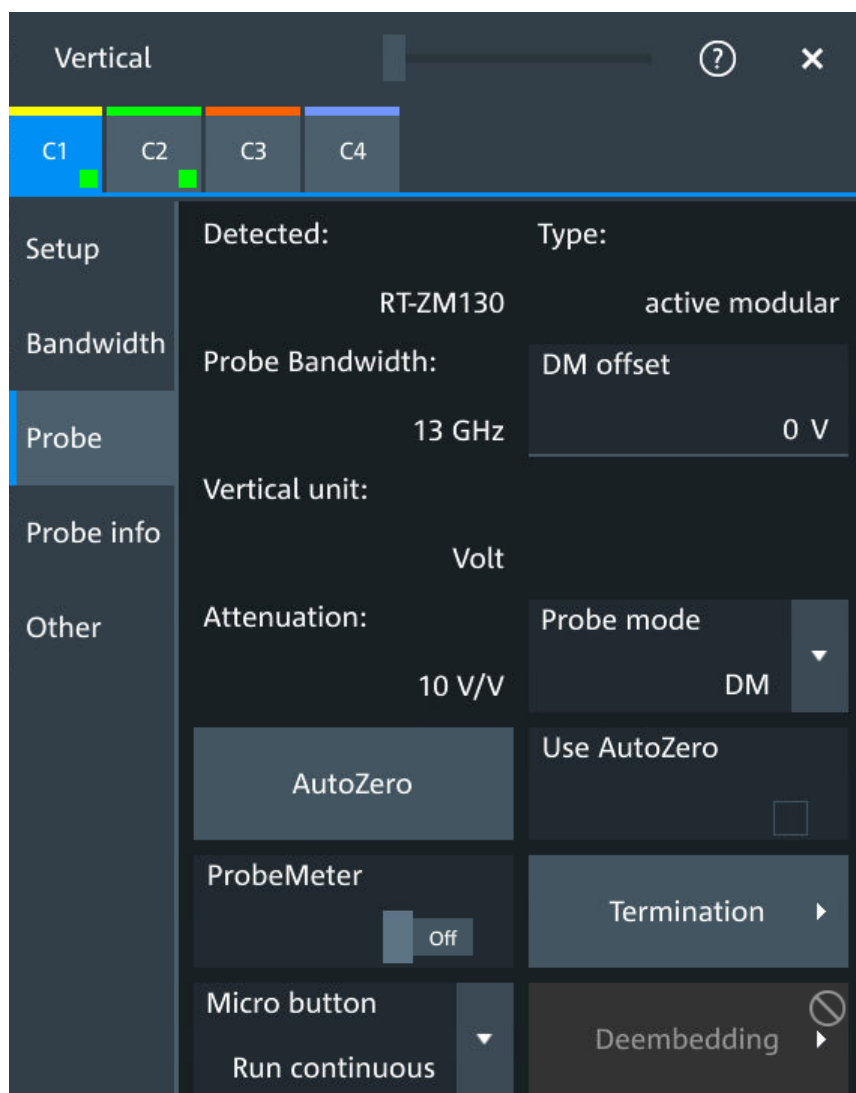 Vertical
?
×
C1 C2 C3 C4
Setup
Bandwidth
Probe
Probe info
Other
Detected:
RT-ZM130
Type:
active modular
Probe Bandwidth:
13 GHz
DM offset
0 V
Vertical unit:
Volt
Attenuation:
10 V/V
Probe mode
DM
AutoZero
Use AutoZero
ProbeMeter
Off
Termination
Micro button
Run continuous
Deembedding